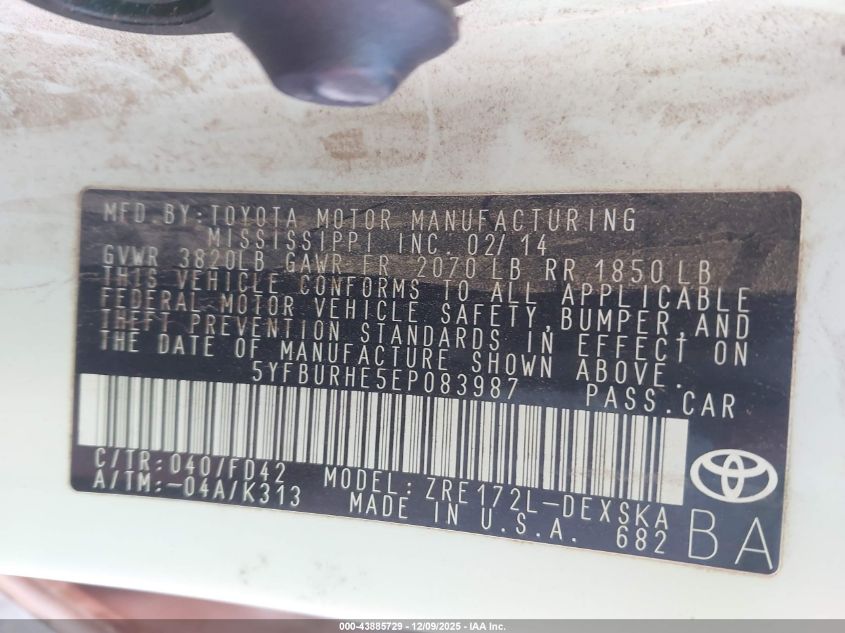 MFD BY: TOYOTA MOTOR MANUFACTURING
MISSISSIPPI INC. 02/14
GVWR 3820LB GAWR FR 2070 LB RR 1850 LB
THIS VEHICLE CONFORMS TO ALL APPLICABLE
FEDERAL MOTOR VEHICLE SAFETY, BUMPER, AND
THEFT PREVENTION STANDARDS IN EFFECT ON
THE DATE OF MANUFACTURE SHOWN ABOVE.
5YFBURHE5EP083987 PASS.CAR
C/TR: 040/FD42 MODEL: ZRE172L-DEXSKA
A/TM: -04A/K313 MADE IN U.S.A. 682
BA
000-43885729 - 12/09/2025 - IAA Inc.